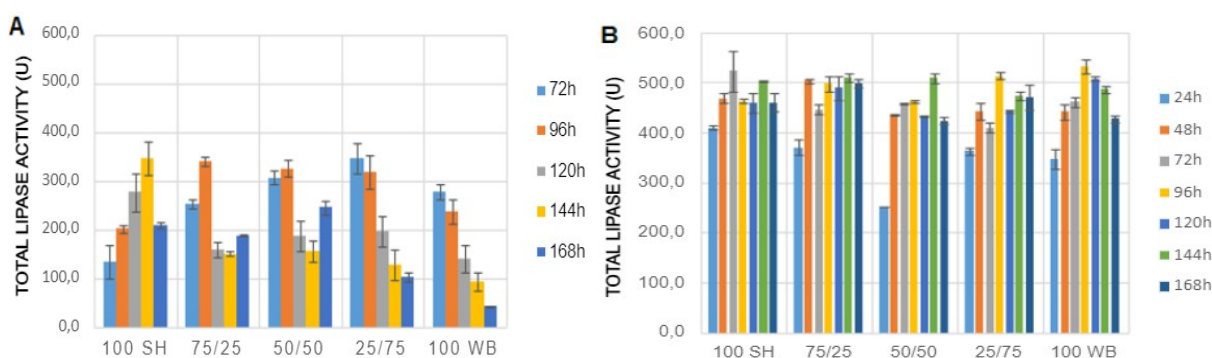 A
TOTAL LIPASE ACTIVITY (U)
600,0
500,0
400,0
300,0
200,0
100,0
0,0
100 SH 75/25 50/50 25/75 100 WB
72h
96h
120h
144h
168h
B
TOTAL LIPASE ACTIVITY (U)
600,0
500,0
400,0
300,0
200,0
100,0
0,0
100 SH 75/25 50/50 25/75 100 WB
24h
48h
72h
96h
120h
144h
168h